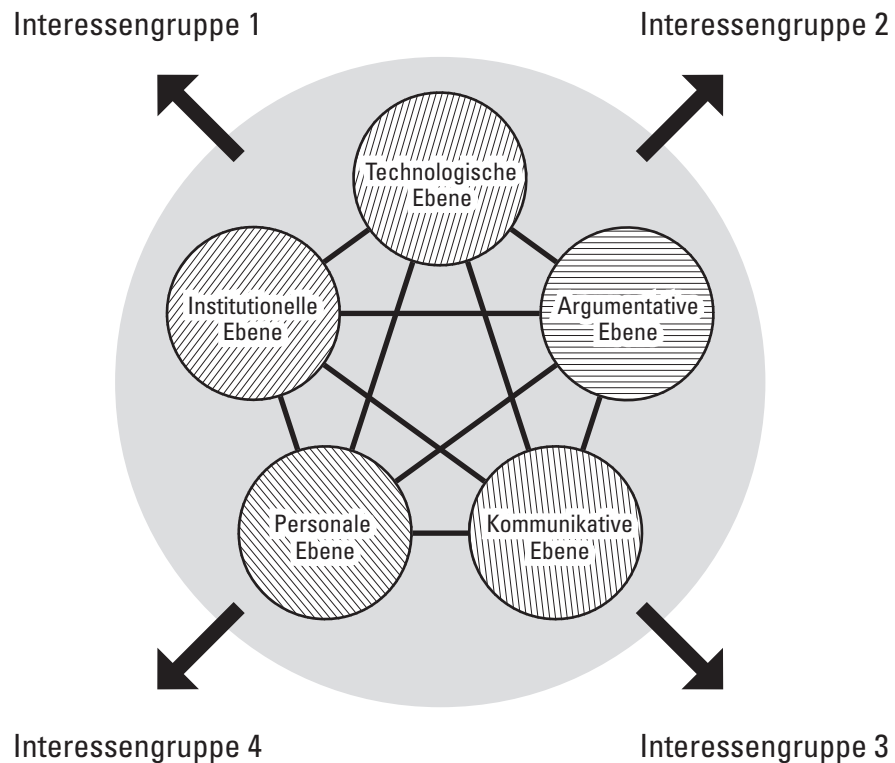 Interessengruppe 1
Interessengruppe 2
Technologische
Ebene
Institutionelle
Ebene
Argumentative
Ebene
Personale
Ebene
Kommunikative
Ebene
Interessengruppe 4
Interessengruppe 3